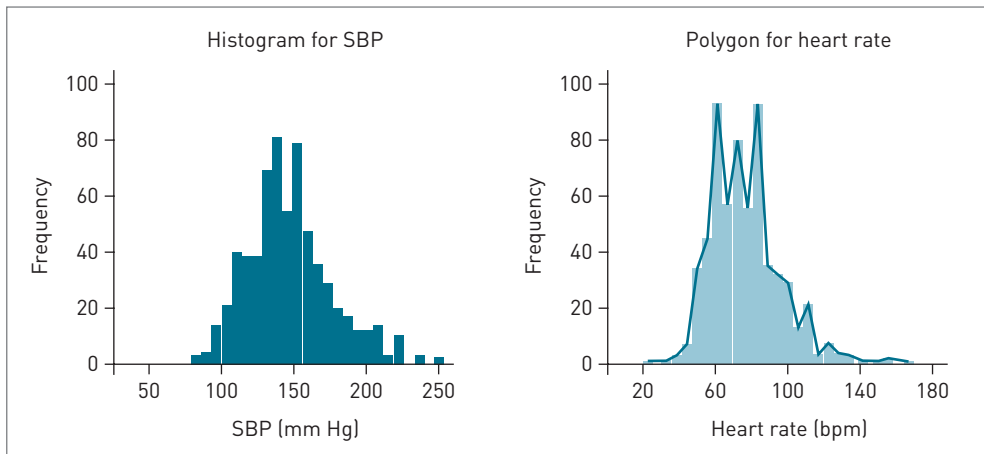 Histogram for SBP
100
80
60
40
20
0
Frequency
50 100 150 200 250
SBP (mm Hg)
Polygon for heart rate
100
80
60
40
20
0
Frequency
20 60 100 140 180
Heart rate (bpm)